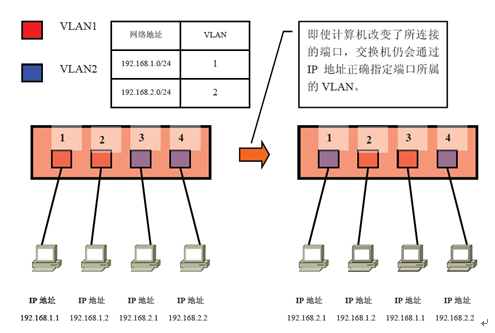 VLAN1
VLAN2
网络地址 VLAN
192.168.1.0/24 1
192.168.2.0/24 2
即使计算机改变了所连接
的端口，交换机仍会通过
IP 地址正确指定端口所属
的 VLAN。
1 2 3 4
1 2 3 4
IP 地址 IP 地址 IP 地址 IP 地址
192.168.1.1 192.168.1.2 192.168.2.1 192.168.2.2
IP 地址 IP 地址 IP 地址 IP 地址
192.168.2.1 192.168.1.2 192.168.1.1 192.168.2.2